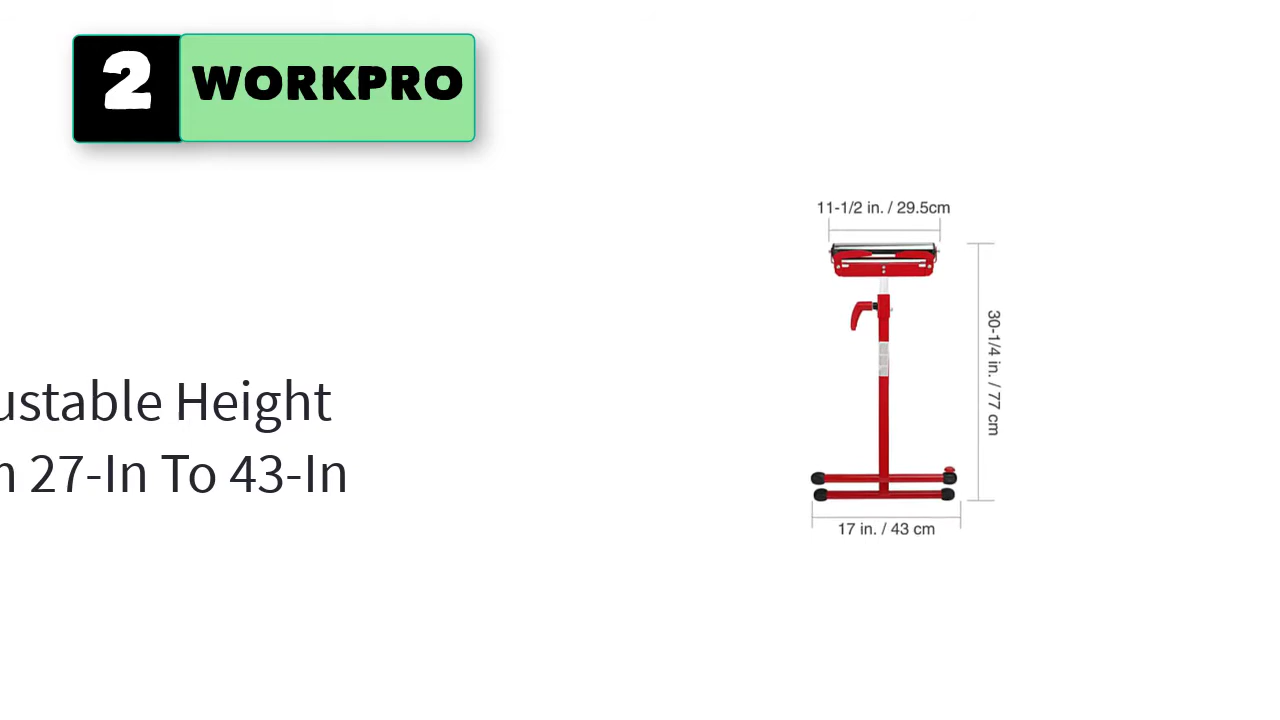 2 WORKPRO
11-1/2 in. / 29.5cm
30-1/4 in. / 77 cm
ustable Height
27-In To 43-In
17 in. / 43 cm